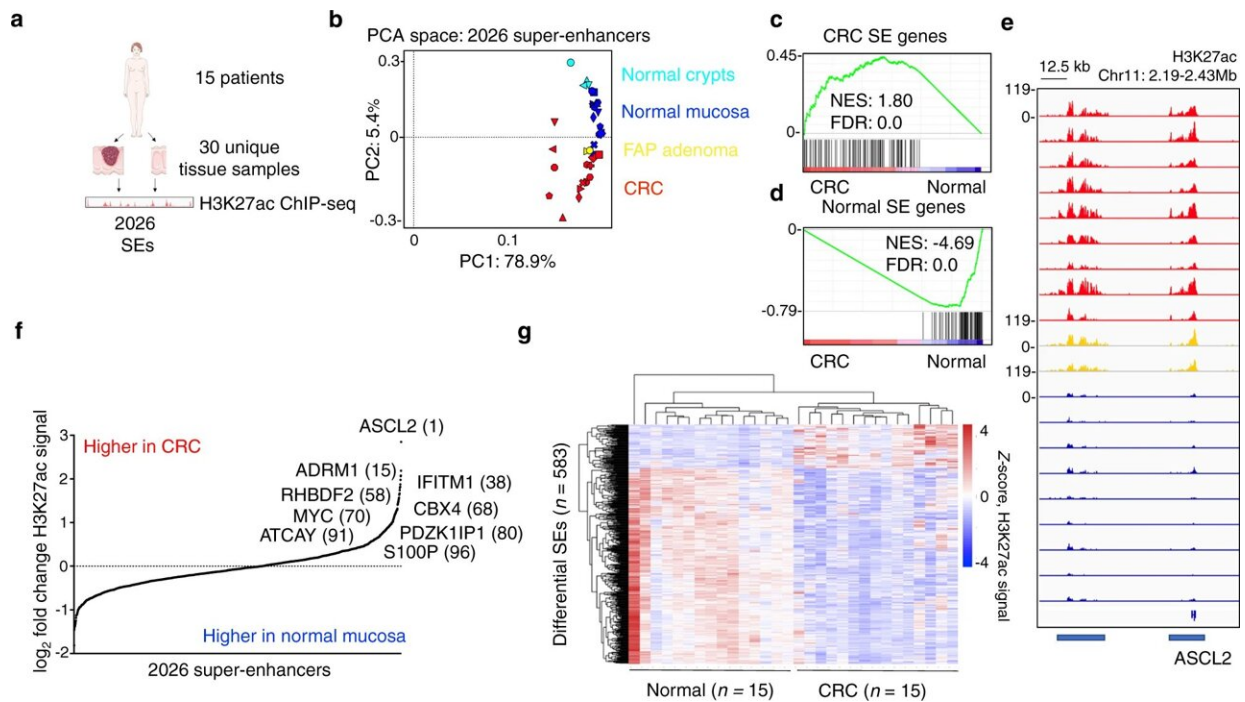 a
15 patients
30 unique
tissue samples
H3K27ac ChIP-seq
2026
SEs
b
PCA space: 2026 super-enhancers
0.3
0
-0.3
PC2: 5.4%
0
0.1
PC1: 78.9%
Normal crypts
Normal mucosa
FAP adenoma
CRC
c
CRC SE genes
0.45
0
NES: 1.80
FDR: 0.0
CRC
Normal
d
Normal SE genes
0
-0.79
NES: -4.69
FDR: 0.0
CRC
Normal
e
H3K27ac
12.5 kb
Chr11: 2.19-2.43Mb
119-
0-
119-
0-
119-
0-
ASCL2
f
Higher in CRC
ASCL2 (1)
ADRM1 (15)
IFITM1 (38)
RHBDF2 (58)
CBX4 (68)
MYC (70)
PDZK1IP1 (80)
ATCAY (91)
S100P (96)
Higher in normal mucosa
3
2
1
0
-1
-2
log2 fold change H3K27ac signal
2026 super-enhancers
g
Differential SEs (n = 583)
4
2
0
-2
-4
Z-score, H3K27ac signal
Normal (n = 15)
CRC (n = 15)